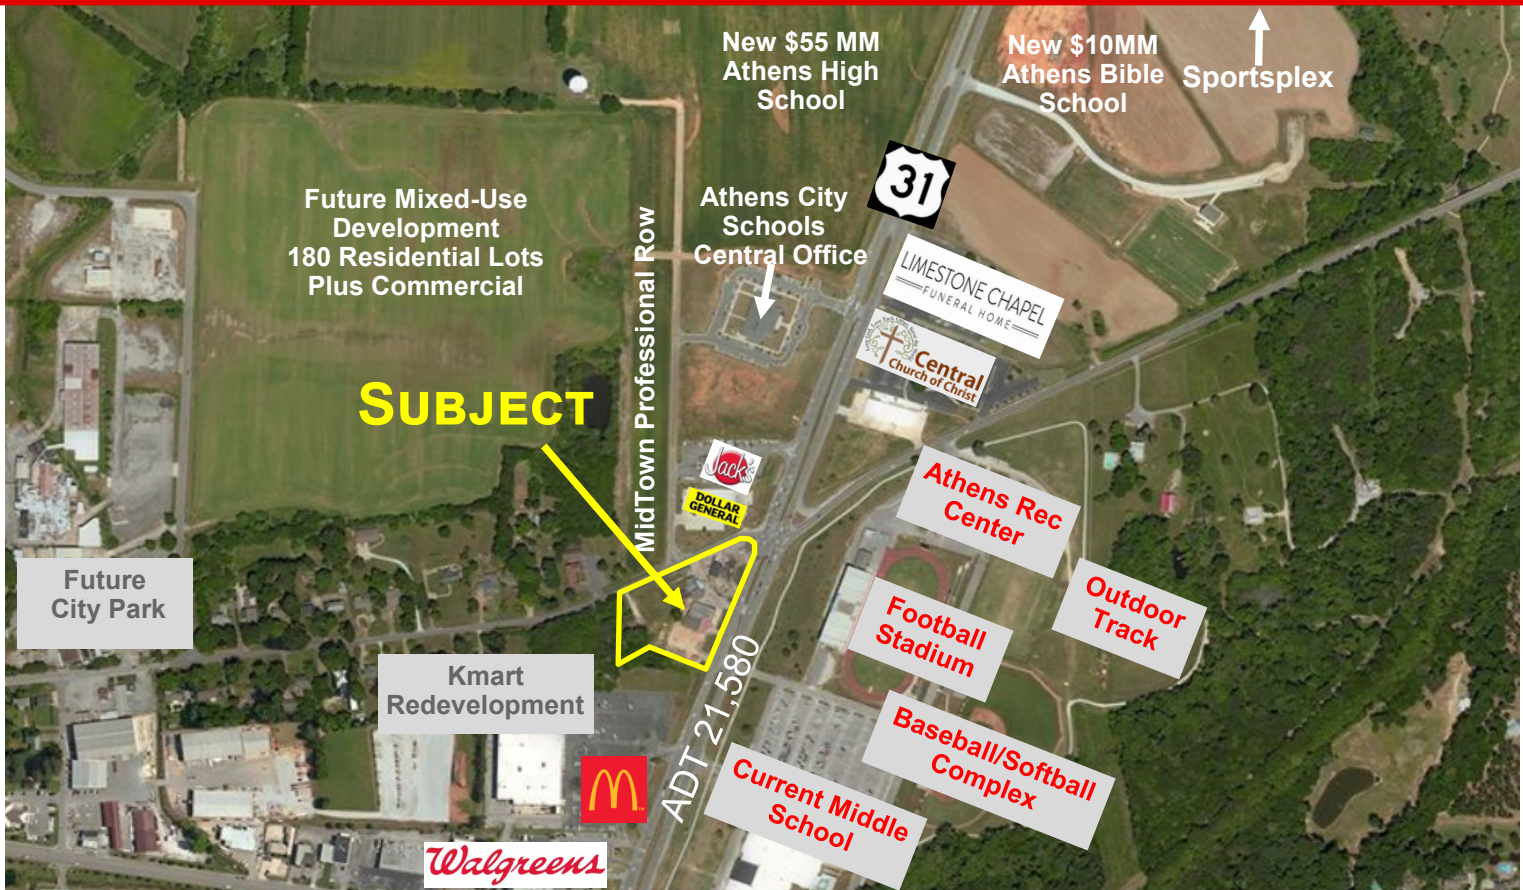 New $55 MM
Athens High
School
New $10MM
Athens Bible
School
Sportsplex
31
Future Mixed-Use
Development
180 Residential Lots
Plus Commercial
MidTown Professional Row
Athens City
Schools
Central Office
LIMESTONE CHAPEL
FUNERAL HOME
Central
Church of Christ
SUBJECT
Jack's
DOLLAR
GENERAL
Athens Rec
Center
Outdoor
Track
Football
Stadium
Future
City Park
Kmart
Redevelopment
ADT 21,580
Baseball/Softball
Complex
Current Middle
School
Walgreens